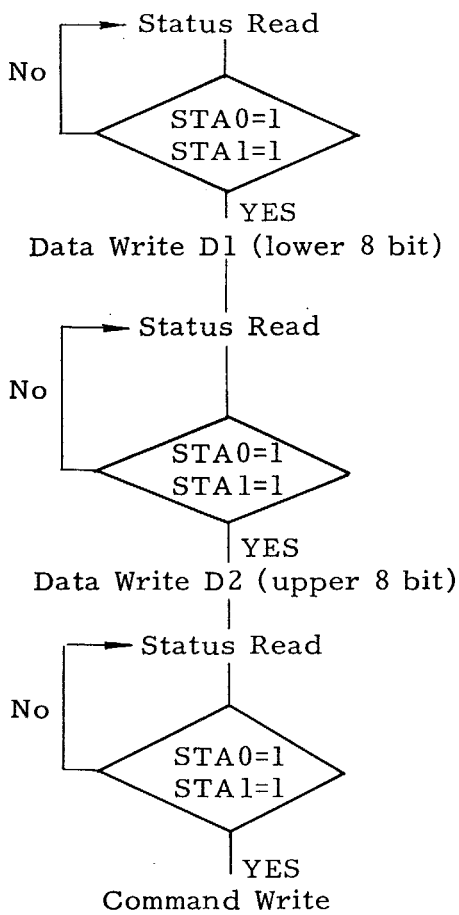 Status Read
No
STA0=1
STA1=1
YES
Data Write D1 (lower 8 bit)
Status Read
No
STA0=1
STA1=1
YES
Data Write D2 (upper 8 bit)
Status Read
No
STA0=1
STA1=1
YES
Command Write